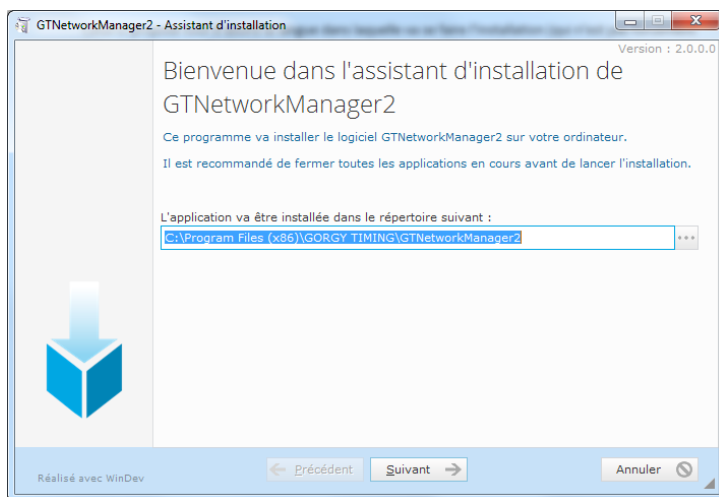 GTNetworkManager2 - Assistant d'installation
Version : 2.0.0.0
Bienvenue dans l'assistant d'installation de
GTNetworkManager2
Ce programme va installer le logiciel GTNetworkManager2 sur votre ordinateur.
Il est recommandé de fermer toutes les applications en cours avant de lancer l'installation.
L'application va être installée dans le répertoire suivant :
C:\Program Files (x86)\GORGY TIMING\GTNetworkManager2
...
Réalisé avec WinDev
Précédent
Suivant
Annuler